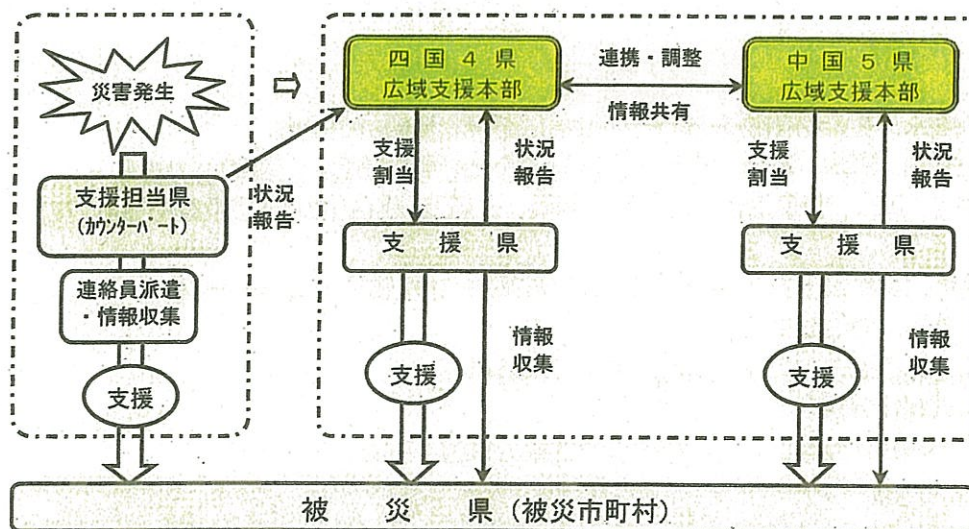 災害発生
支援担当県
(カウンターパート)
連絡員派遣
・情報収集
支援
状況
報告
四国4県
広域支援本部
連携・調整
情報共有
中国5県
広域支援本部
支援
割当
状況
報告
支援
割当
状況
報告
支援県
支援県
支援
情報
収集
支援
情報
収集
被災県(被災市町村)